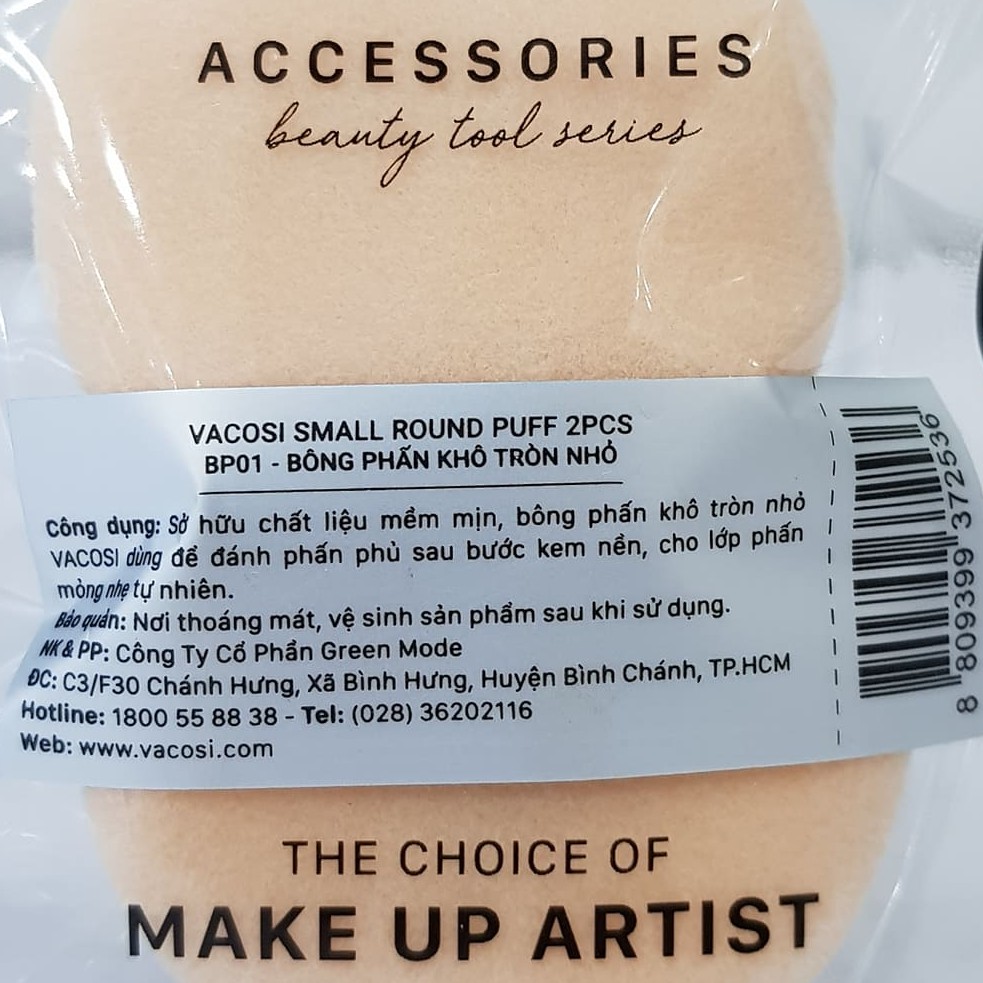 ACCESSORIES
beauty tool series
VACOSI SMALL ROUND PUFF 2PCS
BP01 - BÔNG PHẤN KHÔ TRÒN NHỎ
Công dụng: Sở hữu chất liệu mềm mịn, bông phấn khô tròn nhỏ
VACOSI dùng để đánh phấn phủ sau bước kem nền, cho lớp phấn
mỏng nhẹ tự nhiên.
Bảo quản: Nơi thoáng mát, vệ sinh sản phẩm sau khi sử dụng.
NK & PP: Công Ty Cổ Phần Green Mode
ĐC: C3/F30 Chánh Hưng, Xã Bình Hưng, Huyện Bình Chánh, TP.HCM
Hotline: 1800 55 88 38 - Tel: (028) 36202116
Web: www.vacosi.com
8 809399 372536
THE CHOICE OF
MAKE UP ARTIST